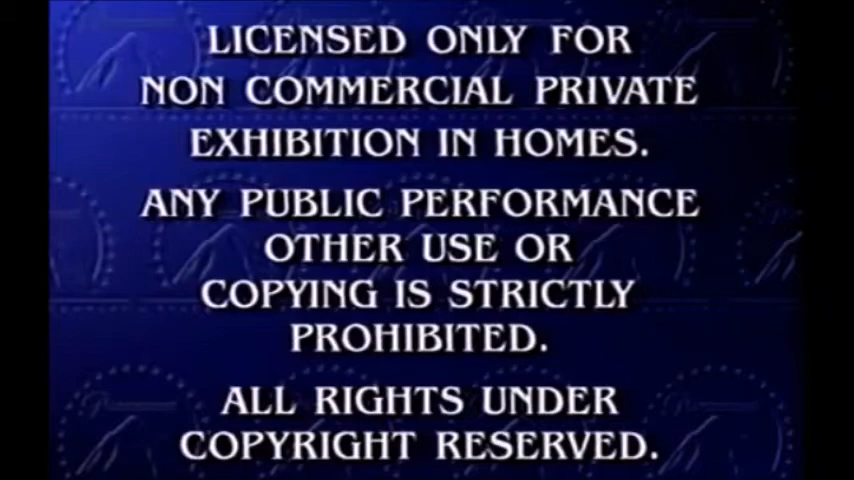 LICENSED ONLY FOR
NON COMMERCIAL PRIVATE
EXHIBITION IN HOMES.
ANY PUBLIC PERFORMANCE
OTHER USE OR
COPYING IS STRICTLY
PROHIBITED.
ALL RIGHTS UNDER
COPYRIGHT RESERVED.